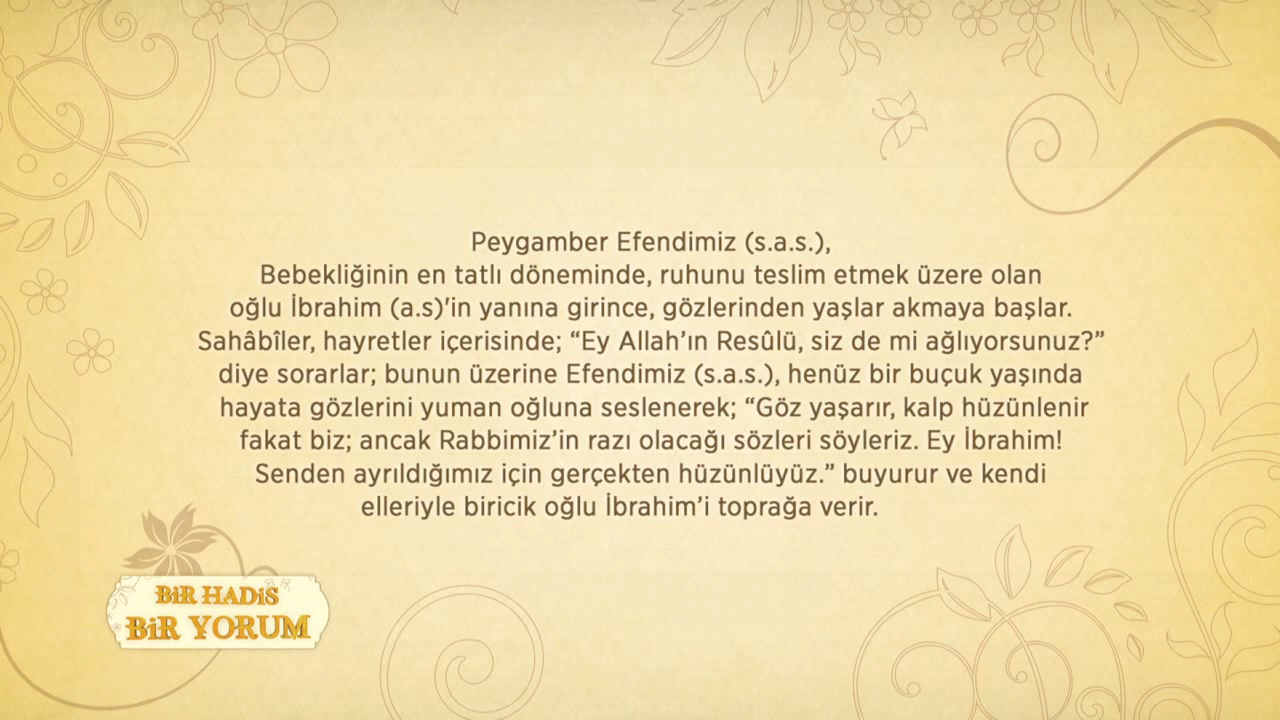 Peygamber Efendimiz (s.a.s.),
Bebekliğinin en tatlı döneminde, ruhunu teslim etmek üzere olan
oğlu İbrahim (a.s)'in yanına girince, gözlerinden yaşlar akmaya başlar.
Sahâbîler, hayretler içerisinde; “Ey Allah’ın Resûlü, siz de mi ağlıyorsunuz?”
diye sorarlar; bunun üzerine Efendimiz (s.a.s.), henüz bir buçuk yaşında
hayata gözlerini yuman oğluna seslenerek; “Göz yaşarır, kalp hüzünlenir
fakat biz; ancak Rabbimiz’in razı olacağı sözleri söyleriz. Ey İbrahim!
Senden ayrıldığımız için gerçekten hüzünlüyüz.” buyurur ve kendi
elleriyle biricik oğlu İbrahim’i toprağa verir.
BiR HADiS
BiR YORUM